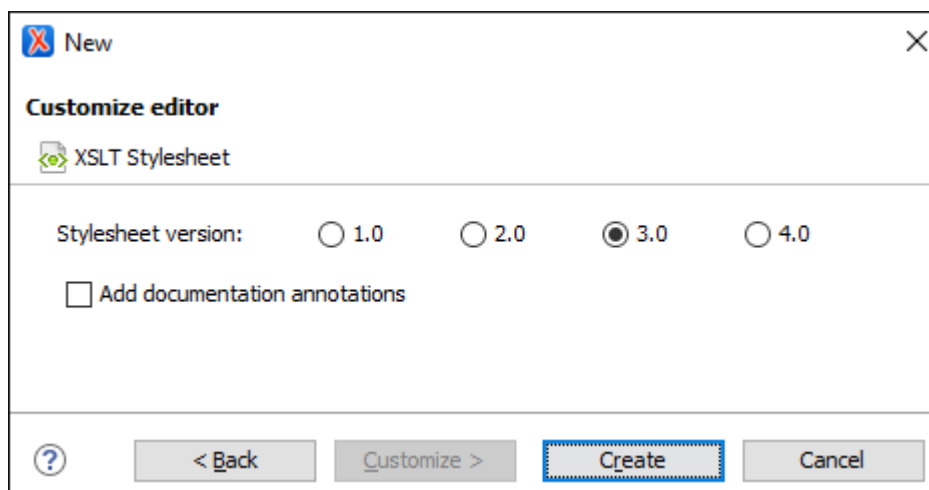 New
Customize editor
XSLT Stylesheet
Stylesheet version: 1.0 2.0 3.0 4.0
Add documentation annotations
? < Back Customize > Create Cancel